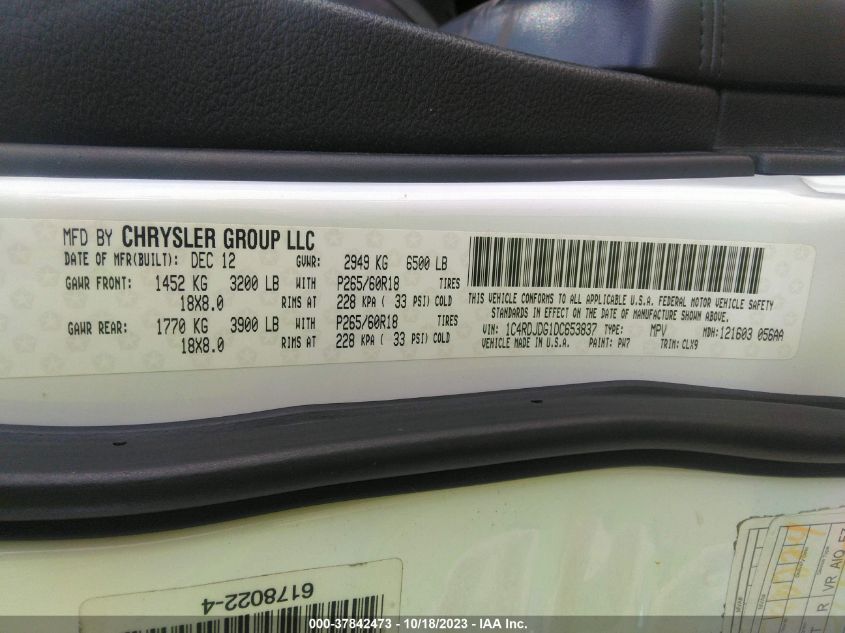 MFD BY CHRYSLER GROUP LLC
DATE OF MFR(BUILT): DEC 12 GVWR: 2949 KG 6500 LB
GAWR FRONT: 1452 KG 3200 LB WITH P265/60R18 TIRES
18X8.0 RIMS AT 228 KPA ( 33 PSI) COLD
GAWR REAR: 1770 KG 3900 LB WITH P265/60R18 TIRES
18X8.0 RIMS AT 228 KPA ( 33 PSI) COLD
THIS VEHICLE CONFORMS TO ALL APPLICABLE U.S.A. FEDERAL MOTOR VEHICLE SAFETY
STANDARDS IN EFFECT ON THE DATE OF MANUFACTURE SHOWN ABOVE.
VIN: 1C4RDJDG1DC653837 TYPE: MPV MDH: 121603 056AA
VEHICLE MADE IN U.S.A. PAINT: PW7 TRIM: CLX9
6178022-4
T R VR AIO
000-37842473 - 10/18/2023 - IAA Inc.